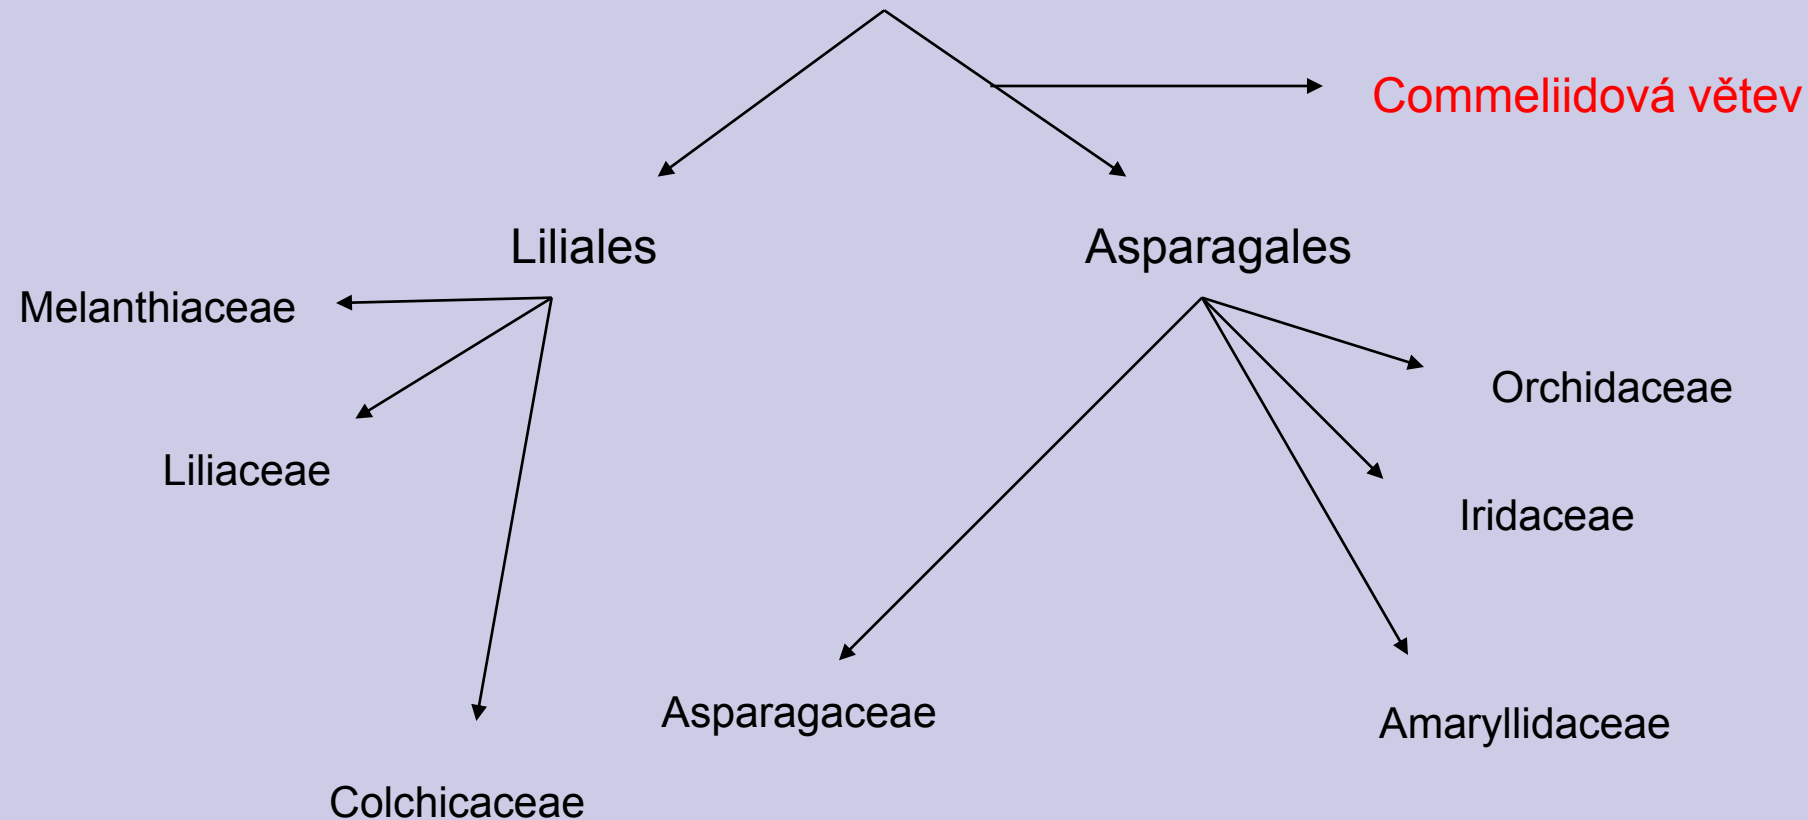 Commeliidová větev
Liliales
Asparagales
Melanthiaceae
Orchidaceae
Liliaceae
Iridaceae
Asparagaceae
Amaryllidaceae
Colchicaceae